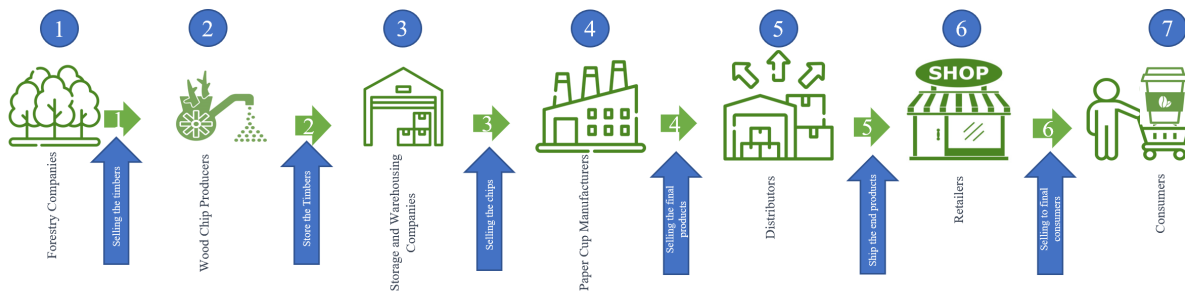 1
2
3
4
5
6
7
SHOP
1
2
3
4
5
6
Forestry Companies
Selling the timbers
Wood Chip Producers
Store the Timbers
Storage and Warehousing
Companies
Selling the chips
Paper Cup Manufacturers
Selling the final
products
Distributors
Ship the end products
Retailers
Selling to final
consumers
Consumers